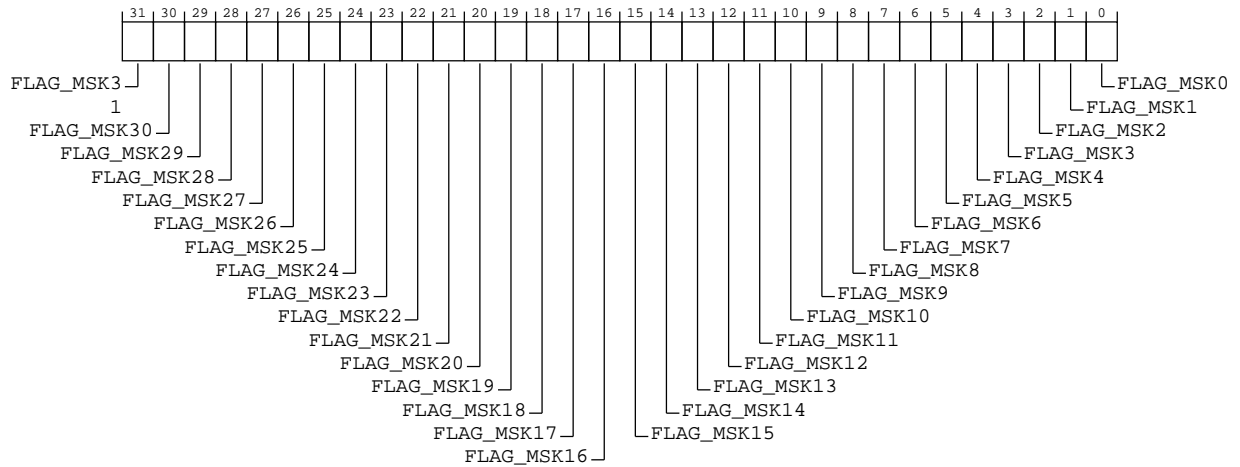 31 30 29 28 27 26 25 24 23 22 21 20 19 18 17 16 15 14 13 12 11 10 9 8 7 6 5 4 3 2 1 0
FLAG_MSK3 FLAG_MSK0
1 FLAG_MSK1
FLAG_MSK30 FLAG_MSK2
FLAG_MSK29 FLAG_MSK3
FLAG_MSK28 FLAG_MSK4
FLAG_MSK27 FLAG_MSK5
FLAG_MSK26 FLAG_MSK6
FLAG_MSK25 FLAG_MSK7
FLAG_MSK24 FLAG_MSK8
FLAG_MSK23 FLAG_MSK9
FLAG_MSK22 FLAG_MSK10
FLAG_MSK21 FLAG_MSK11
FLAG_MSK20 FLAG_MSK12
FLAG_MSK19 FLAG_MSK13
FLAG_MSK18 FLAG_MSK14
FLAG_MSK17 FLAG_MSK15
FLAG_MSK16